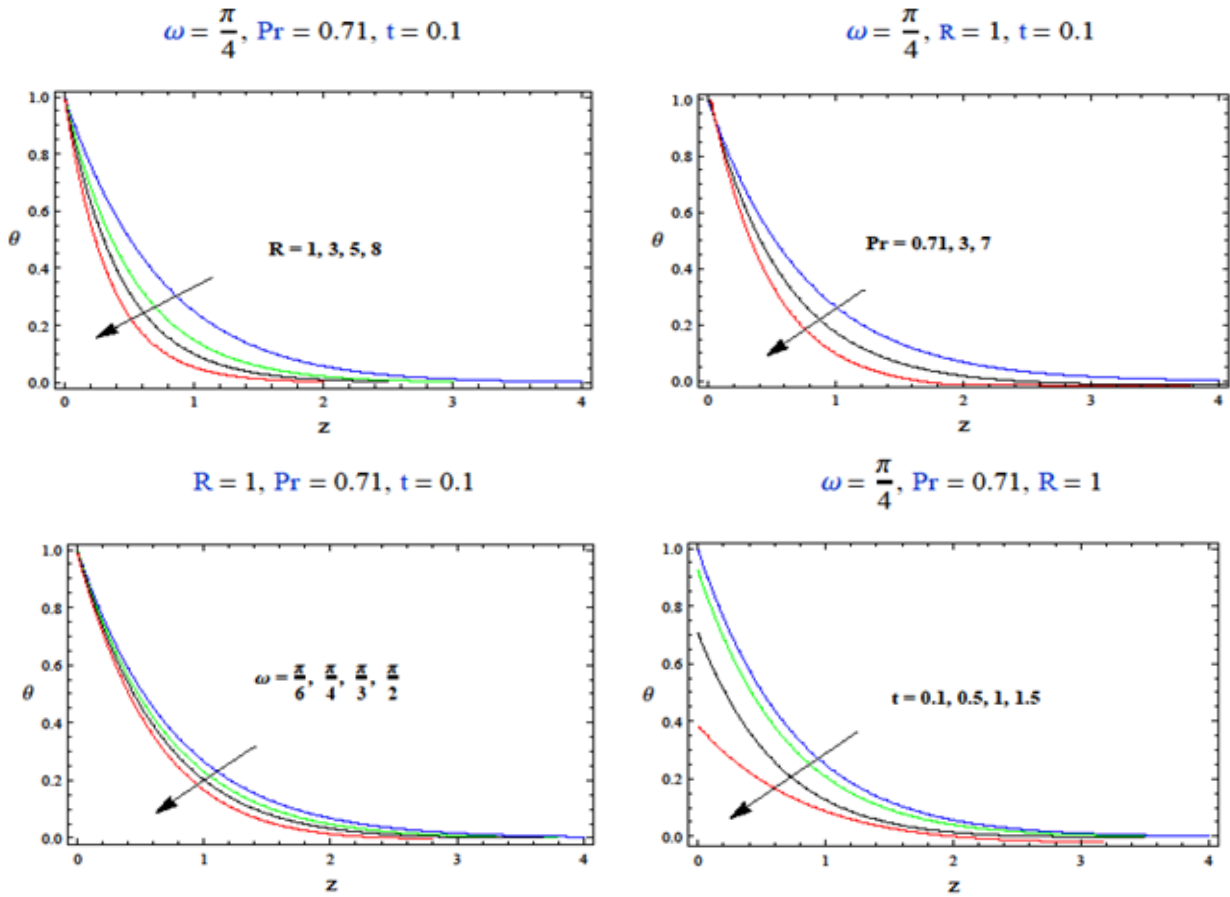 ω = π/4, Pr = 0.71, t = 0.1
1.0
0.8
0.6
θ
R = 1, 3, 5, 8
0.4
0.2
0.0
0 1 2 3 4
z
ω = π/4, R = 1, t = 0.1
1.0
0.8
0.6
θ
Pr = 0.71, 3, 7
0.4
0.2
0.0
0 1 2 3 4
z
R = 1, Pr = 0.71, t = 0.1
1.0
0.8
0.6
ω = π/6, π/4, π/3, π/2
θ
0.4
0.2
0.0
0 1 2 3 4
z
ω = π/4, Pr = 0.71, R = 1
1.0
0.8
0.6
θ
t = 0.1, 0.5, 1, 1.5
0.4
0.2
0.0
0 1 2 3 4
z